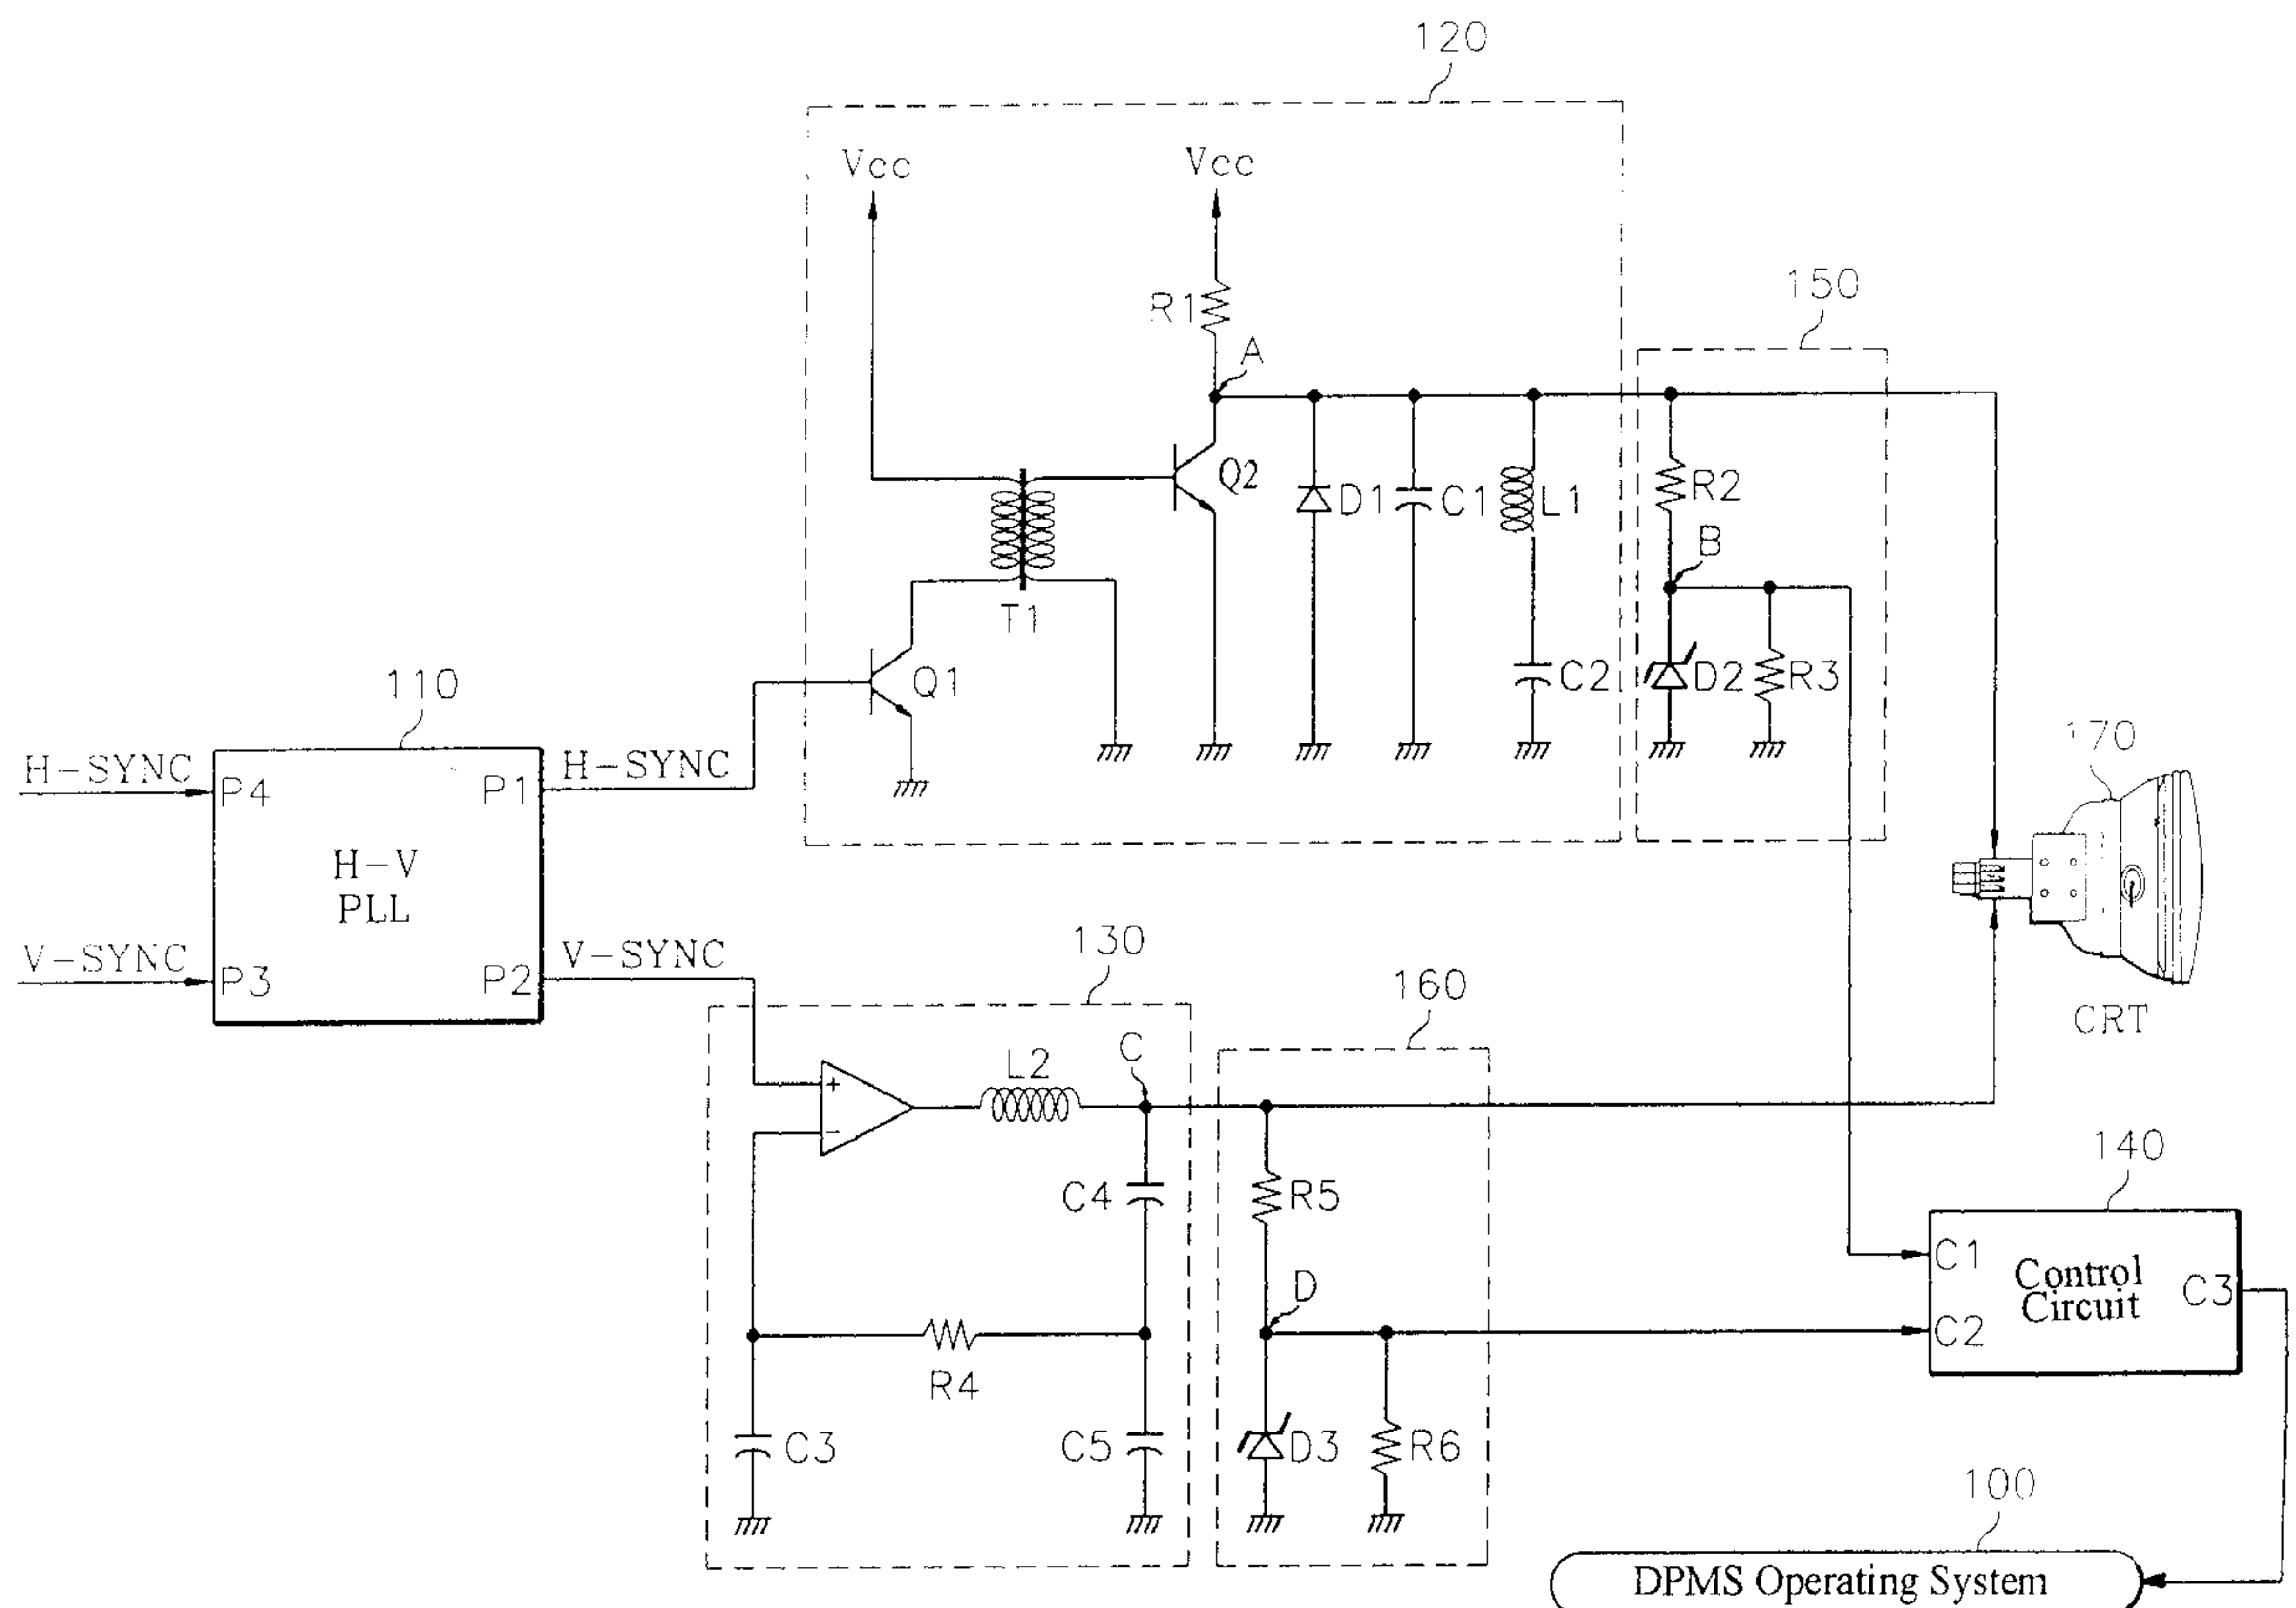 120
Vcc
Vcc
150
R1
A
Q2
D1
C1
L1
R2
B
T1
110
Q1
C2
D2
R3
170
H-SYNC
P4
P1
H-SYNC
H-V
PLL
V-SYNC
P3
P2
V-SYNC
130
160
CRT
L2
C
+
-
140
C4
R5
C1
Control
Circuit
C3
D
C2
R4
C3
C5
D3
R6
100
DPMS Operating System